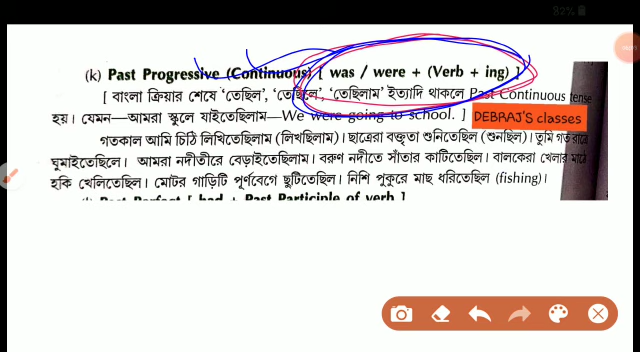 82%
(k) Past Progressive (Continuous) [ was / were + (Verb + ing) ]
[ বাংলা ক্রিয়ার শেষে 'তেছিল', 'তেছিলে', 'তেছিলাম' ইত্যাদি থাকলে Past Continuous tense
হয়। যেমন—আমরা স্কুলে যাইতেছিলাম—We were going to school. ] DEBRAJ'S classes
গতকাল আমি চিঠি লিখিতেছিলাম (লিখছিলাম)। ছাত্রেরা বক্তৃতা শুনিতেছিল (শুনছিল)। তুমি গত রাত্রে
ঘুমাইতেছিলে। আমরা নদীতীরে বেড়াইতেছিলাম। বরুণ নদীতে সাঁতার কাটিতেছিল। বালকেরা খেলার মাঠে
হকি খেলিতেছিল। মোটর গাড়িটি পূর্ণবেগে ছুটিতেছিল। নিশি পুকুরে মাছ ধরিতেছিল (fishing)।
Past Perfect [ had + Past Participle of verb ]